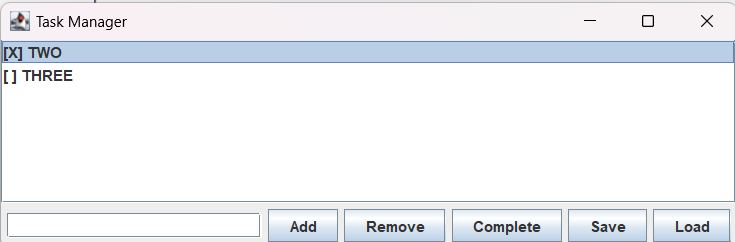 Task Manager
[X] TWO
[ ] THREE
Add Remove Complete Save Load